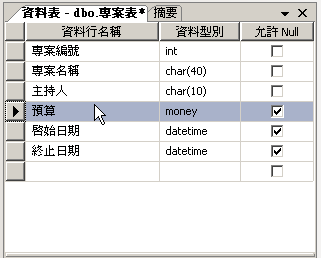 資料表 - dbo.專案表* 摘要
資料行名稱 資料型別 允許 Null
專案編號 int
專案名稱 char(40)
主持人 char(10)
預算 money
啓始日期 datetime
終止日期 datetime